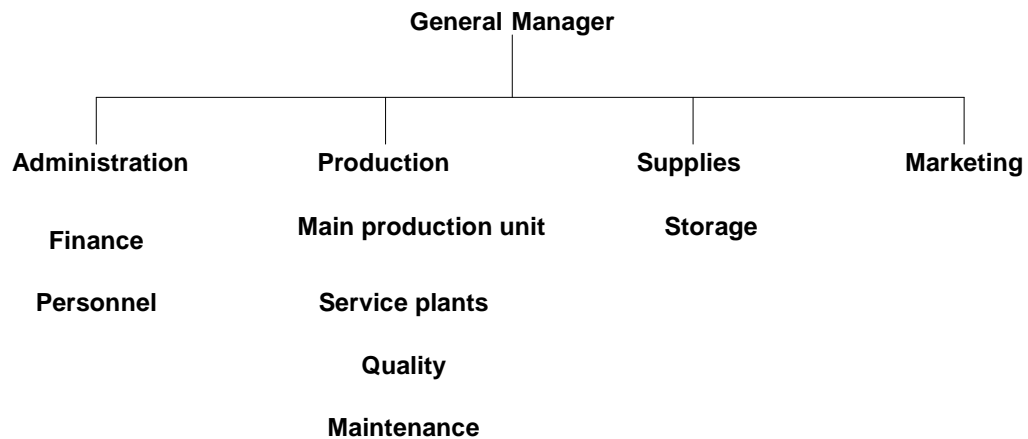 General Manager
Administration Production Supplies Marketing
Finance Main production unit Storage
Personnel Service plants
Quality
Maintenance